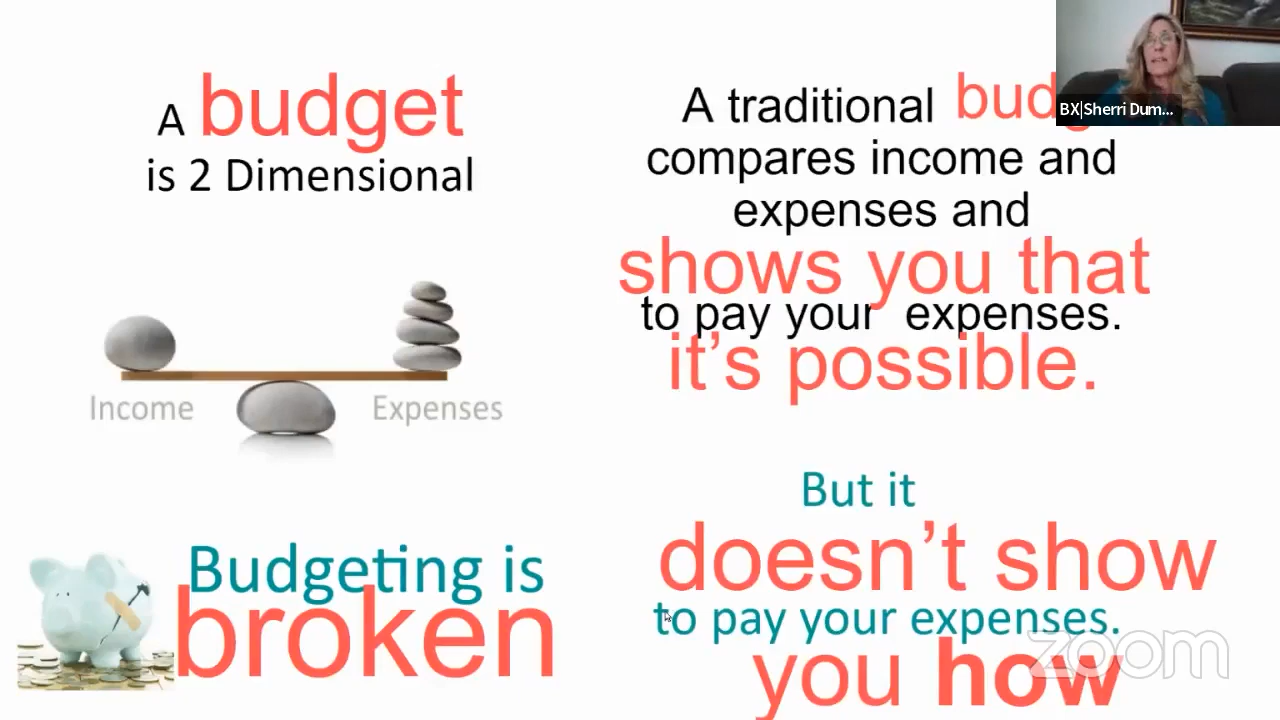 A budget
is 2 Dimensional
Income
Expenses
Budgeting is
broken
A traditional
compares income and
expenses and
shows you that
to pay your expenses.
it's possible.
But it
doesn't show
to pay your expenses.
you how
BX|Sherri Dum...
zoom